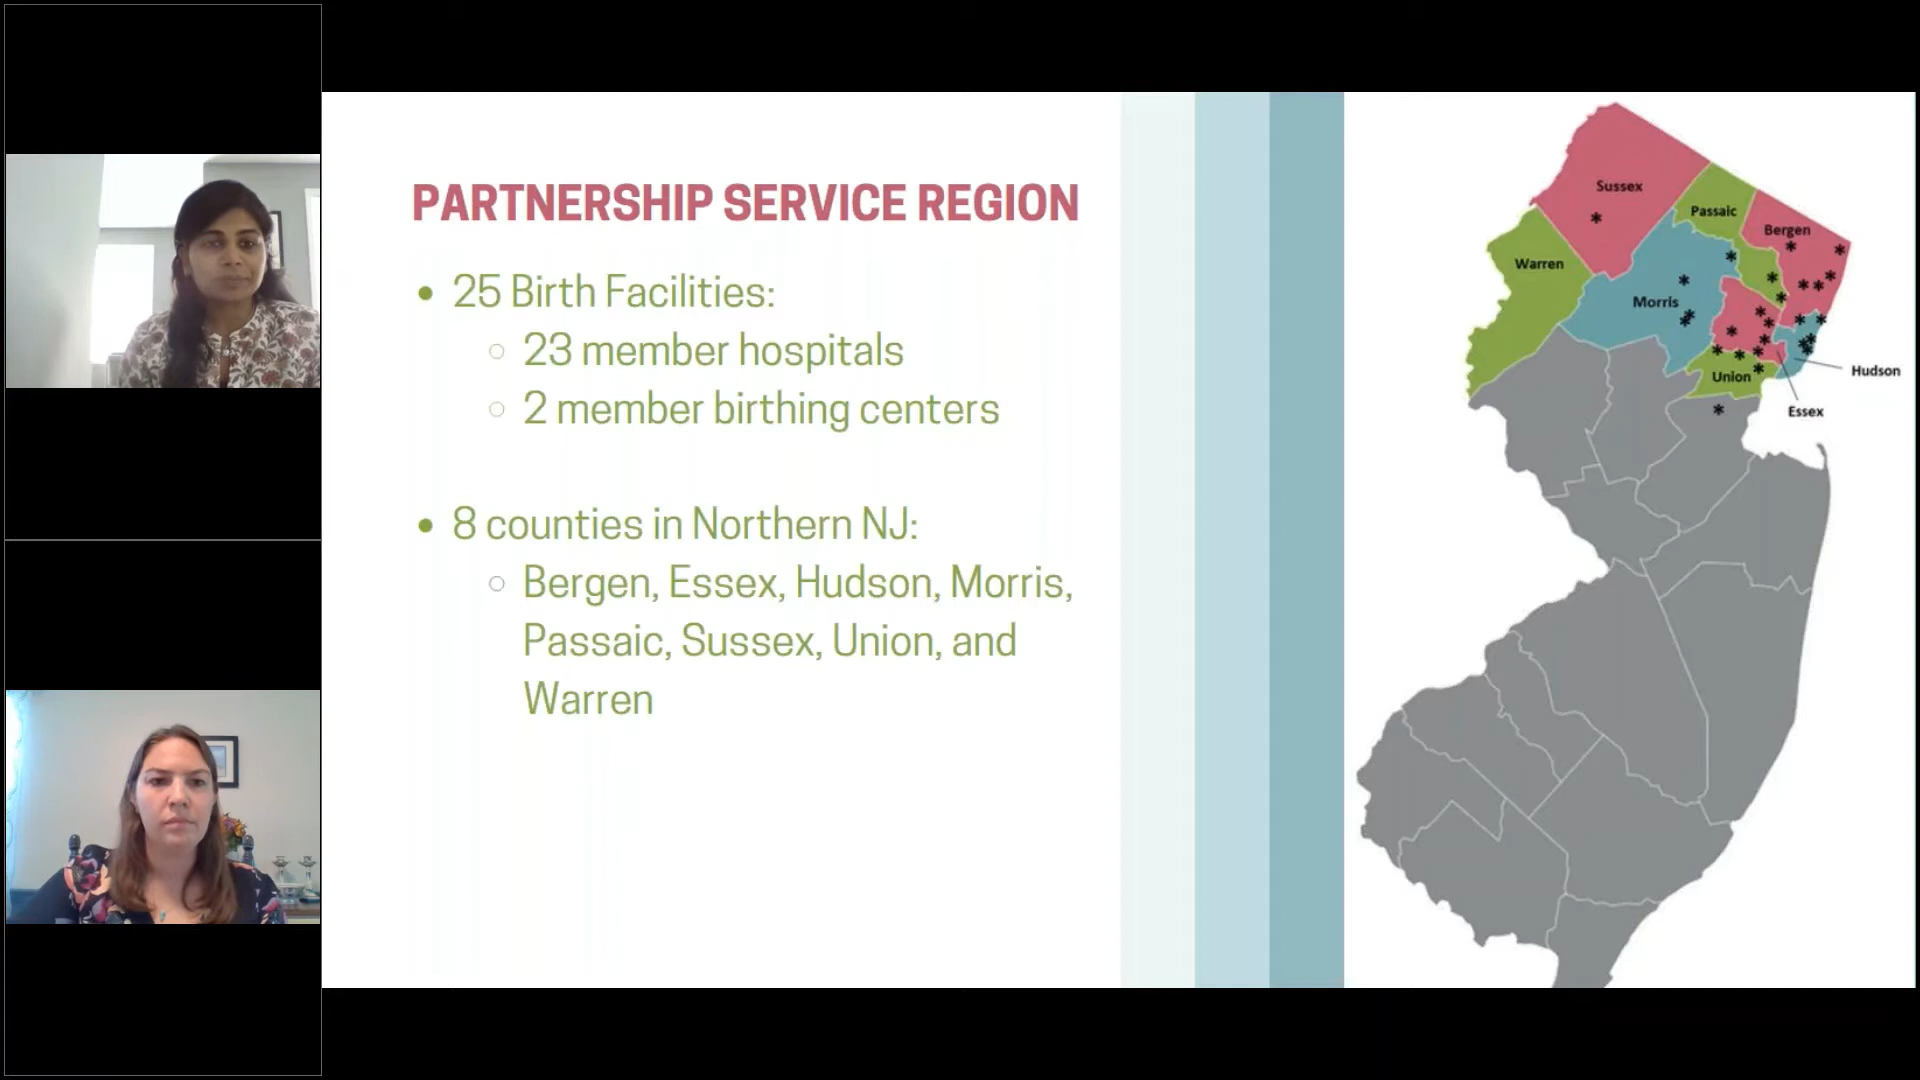 PARTNERSHIP SERVICE REGION
• 25 Birth Facilities:
○ 23 member hospitals
○ 2 member birthing centers
• 8 counties in Northern NJ:
○ Bergen, Essex, Hudson, Morris,
Passaic, Sussex, Union, and
Warren
Sussex
Passaic
Bergen
Warren
Morris
Hudson
Union
Essex